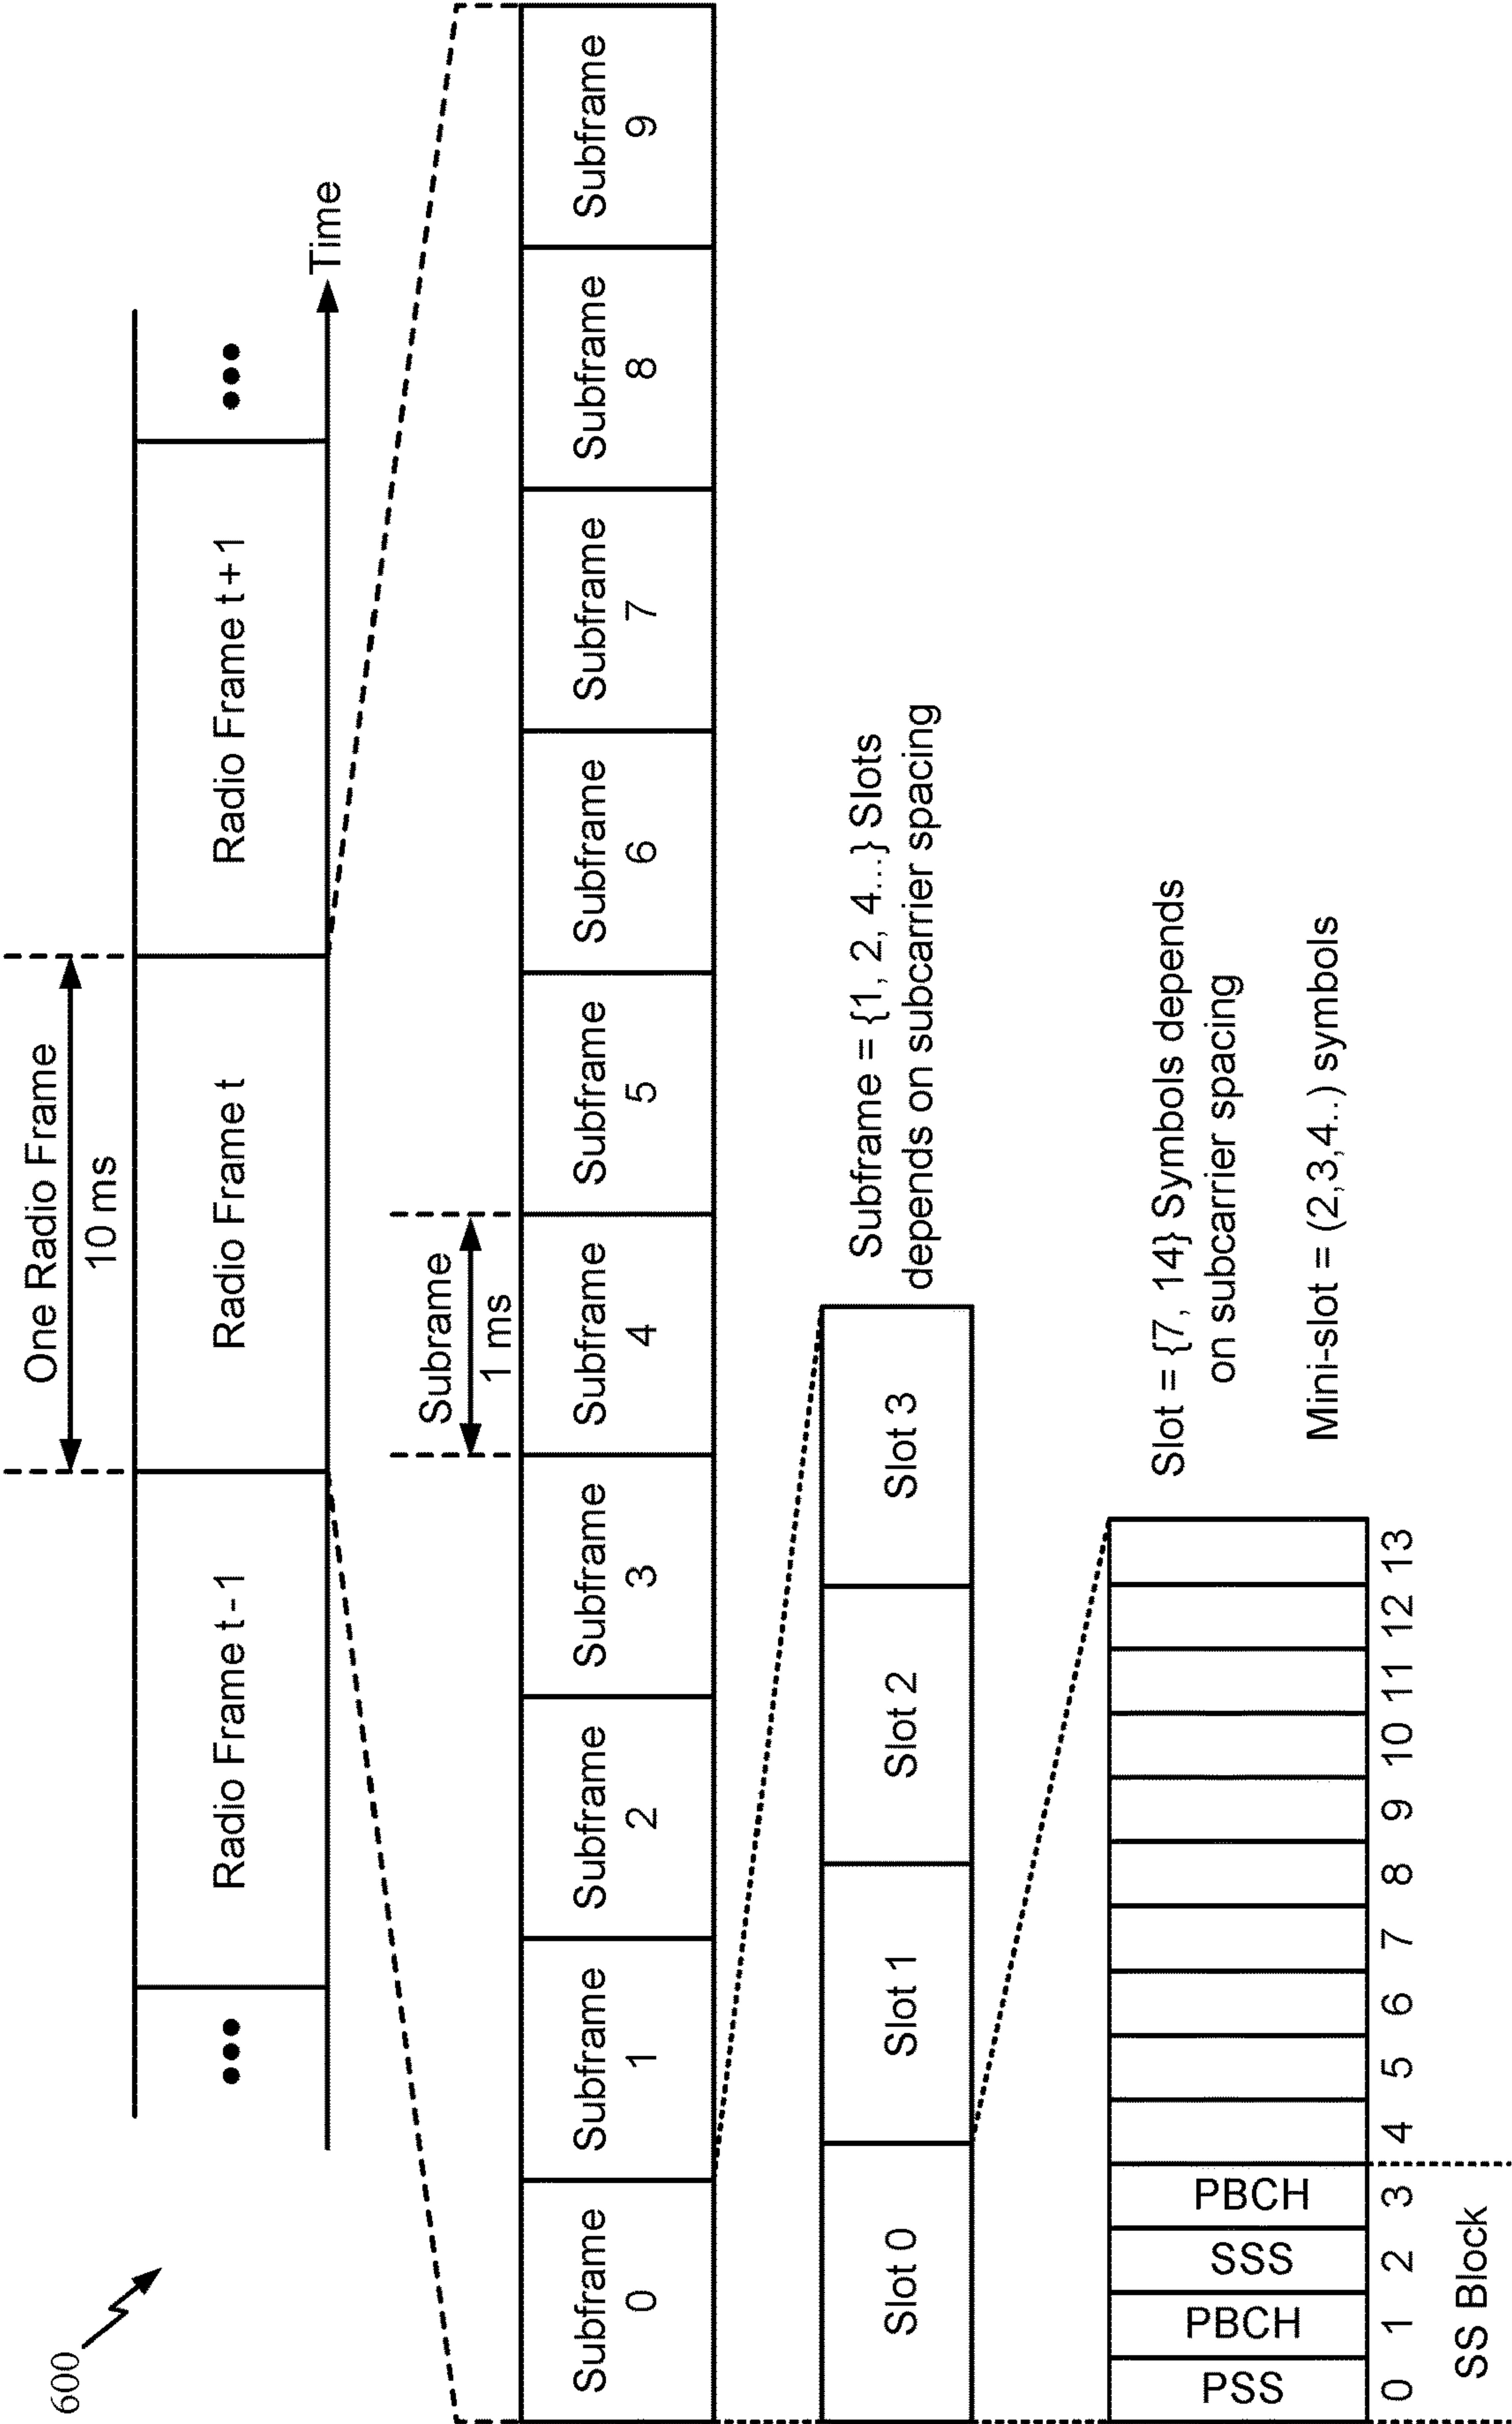 600
One Radio Frame
10 ms
••• Radio Frame t-1 Radio Frame t Radio Frame t+1 •••
Time
Subrame
1 ms
Subframe 0
Subframe 1
Subframe 2
Subframe 3
Subframe 4
Subframe 5
Subframe 6
Subframe 7
Subframe 8
Subframe 9
Slot 0 Slot 1 Slot 2 Slot 3
Subframe = {1, 2, 4...} Slots
depends on subcarrier spacing
PSS PBCH SSS PBCH
0 1 2 3 4 5 6 7 8 9 10 11 12 13
SS Block
Slot = {7, 14} Symbols depends
on subcarrier spacing
Mini-slot = (2,3,4..) symbols